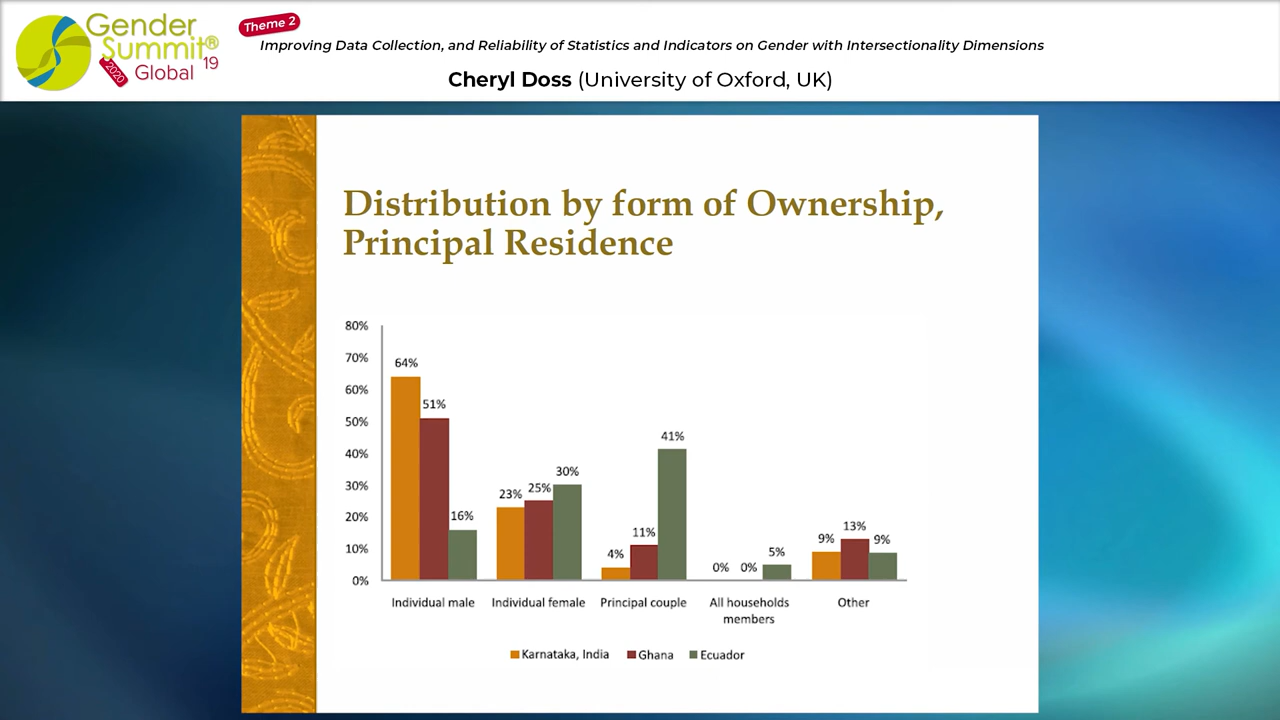 Gender
Summit®
Global 19
2020
Theme 2
Improving Data Collection, and Reliability of Statistics and Indicators on Gender with Intersectionality Dimensions
Cheryl Doss (University of Oxford, UK)
Distribution by form of Ownership,
Principal Residence
80%
70%
60%
50%
40%
30%
20%
10%
0%
64%
51%
16%
23%
25%
30%
4%
11%
41%
0%
0%
5%
9%
13%
9%
Individual male
Individual female
Principal couple
All households
members
Other
Karnataka, India
Ghana
Ecuador